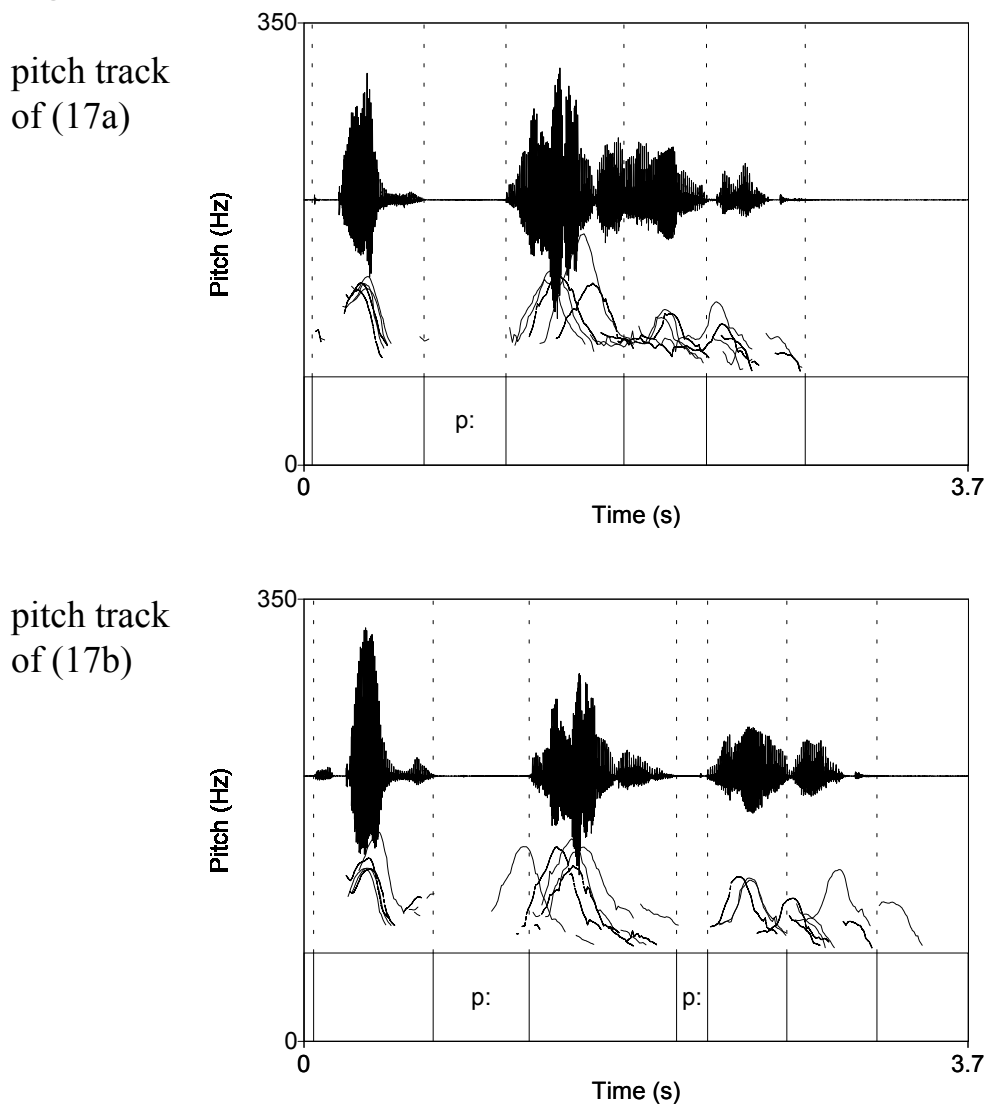 pitch track
of (17a)
350
Pitch (Hz)
p:
0
0
3.7
Time (s)
pitch track
of (17b)
350
Pitch (Hz)
p:
p:
0
0
3.7
Time (s)